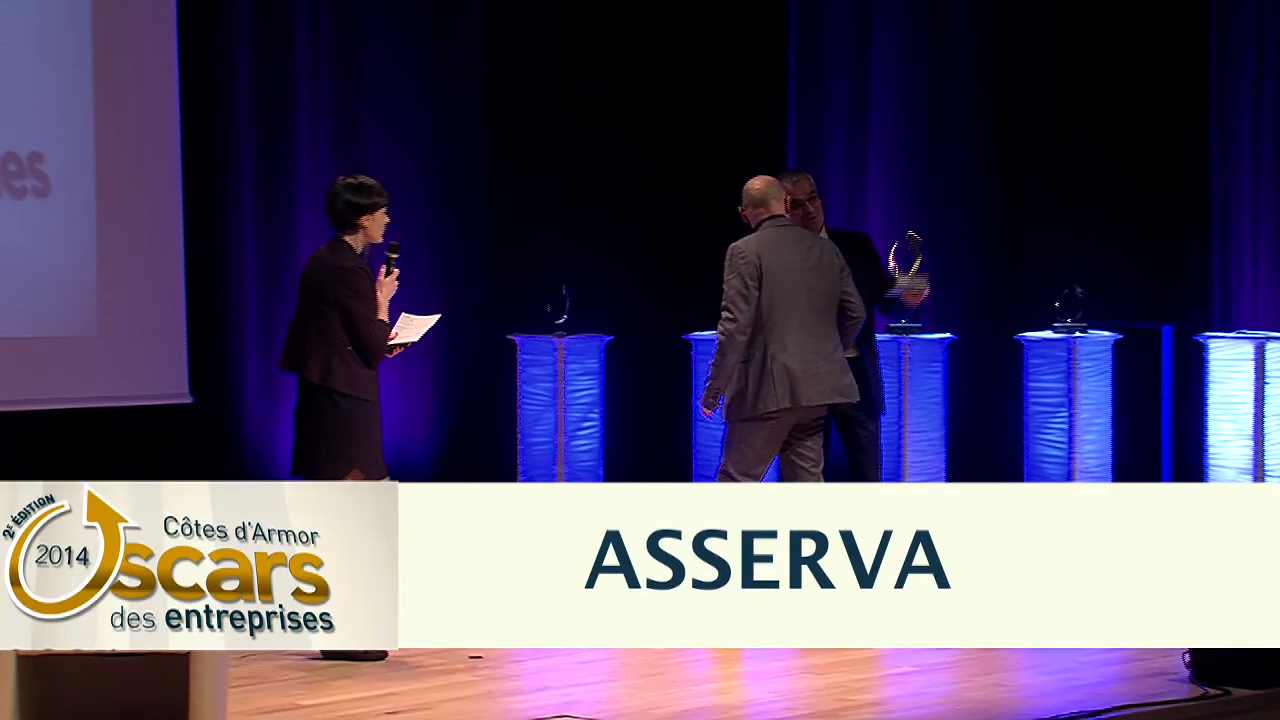 2e ÉDITION
2014
Côtes d'Armor
Oscars
des entreprises
ASSERVA